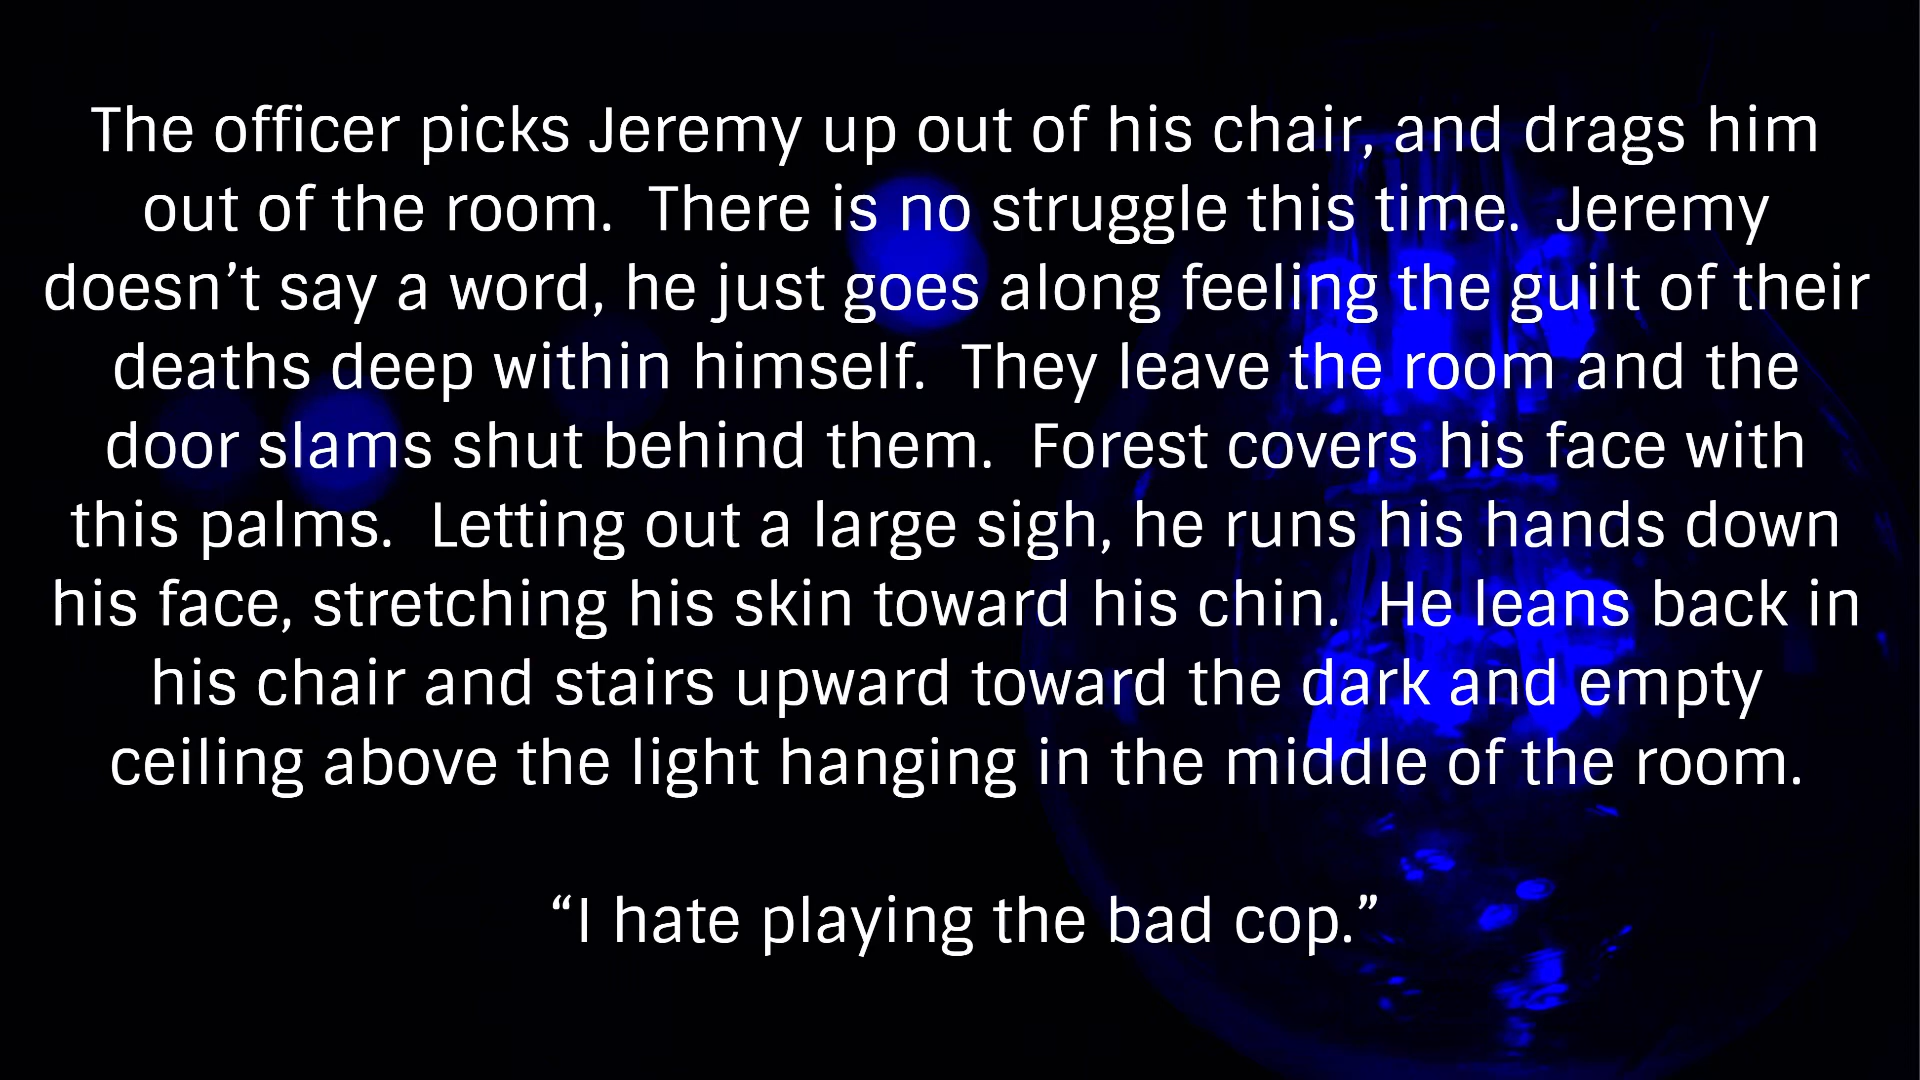 The officer picks Jeremy up out of his chair, and drags him
out of the room.  There is no struggle this time.  Jeremy
doesn’t say a word, he just goes along feeling the guilt of their
deaths deep within himself.  They leave the room and the
door slams shut behind them.  Forest covers his face with
this palms.  Letting out a large sigh, he runs his hands down
his face, stretching his skin toward his chin.  He leans back in
his chair and stairs upward toward the dark and empty
ceiling above the light hanging in the middle of the room.
“I hate playing the bad cop.”